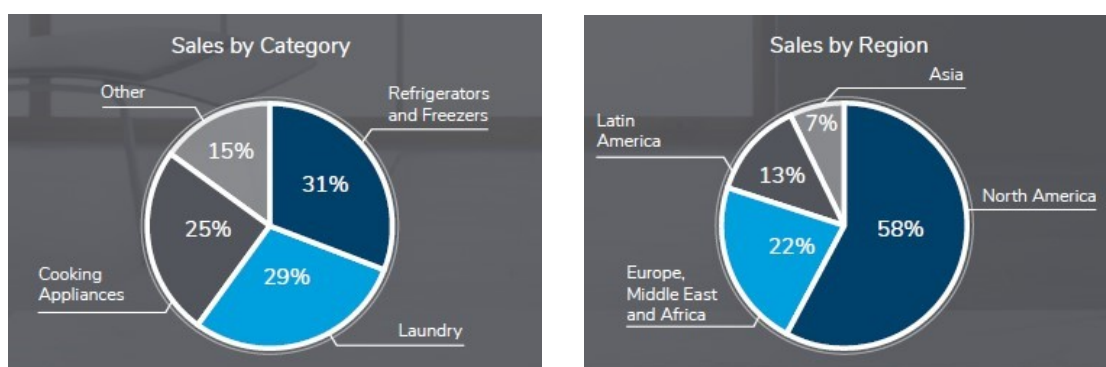 Sales by Category
Other
Refrigerators
and Freezers
15%
31%
25%
29%
Cooking
Appliances
Laundry
Sales by Region
Asia
Latin
America
7%
13%
North America
58%
22%
Europe,
Middle East
and Africa